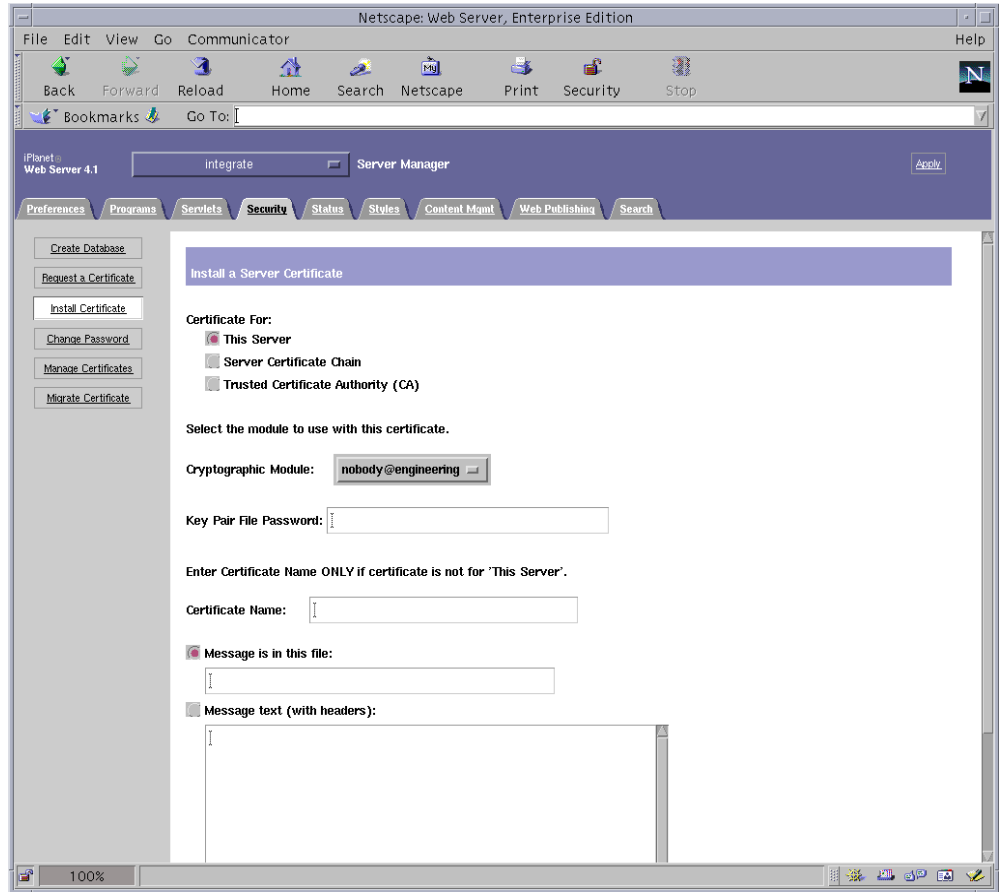 Netscape: Web Server, Enterprise Edition
File Edit View Go Communicator Help
Back Forward Reload Home Search Netscape Print Security Stop
My
N
Bookmarks Go To:
iPlanet
Web Server 4.1
integrate
Server Manager
Apply
Preferences Programs Servlets Security Status Styles Content Mgmt Web Publishing Search
Create Database
Request a Certificate
Install Certificate
Change Password
Manage Certificates
Migrate Certificate
Install a Server Certificate
Certificate For:
This Server
Server Certificate Chain
Trusted Certificate Authority (CA)
Select the module to use with this certificate.
Cryptographic Module: nobody@engineering
Key Pair File Password:
Enter Certificate Name ONLY if certificate is not for 'This Server'.
Certificate Name:
Message is in this file:
Message text (with headers):
100%